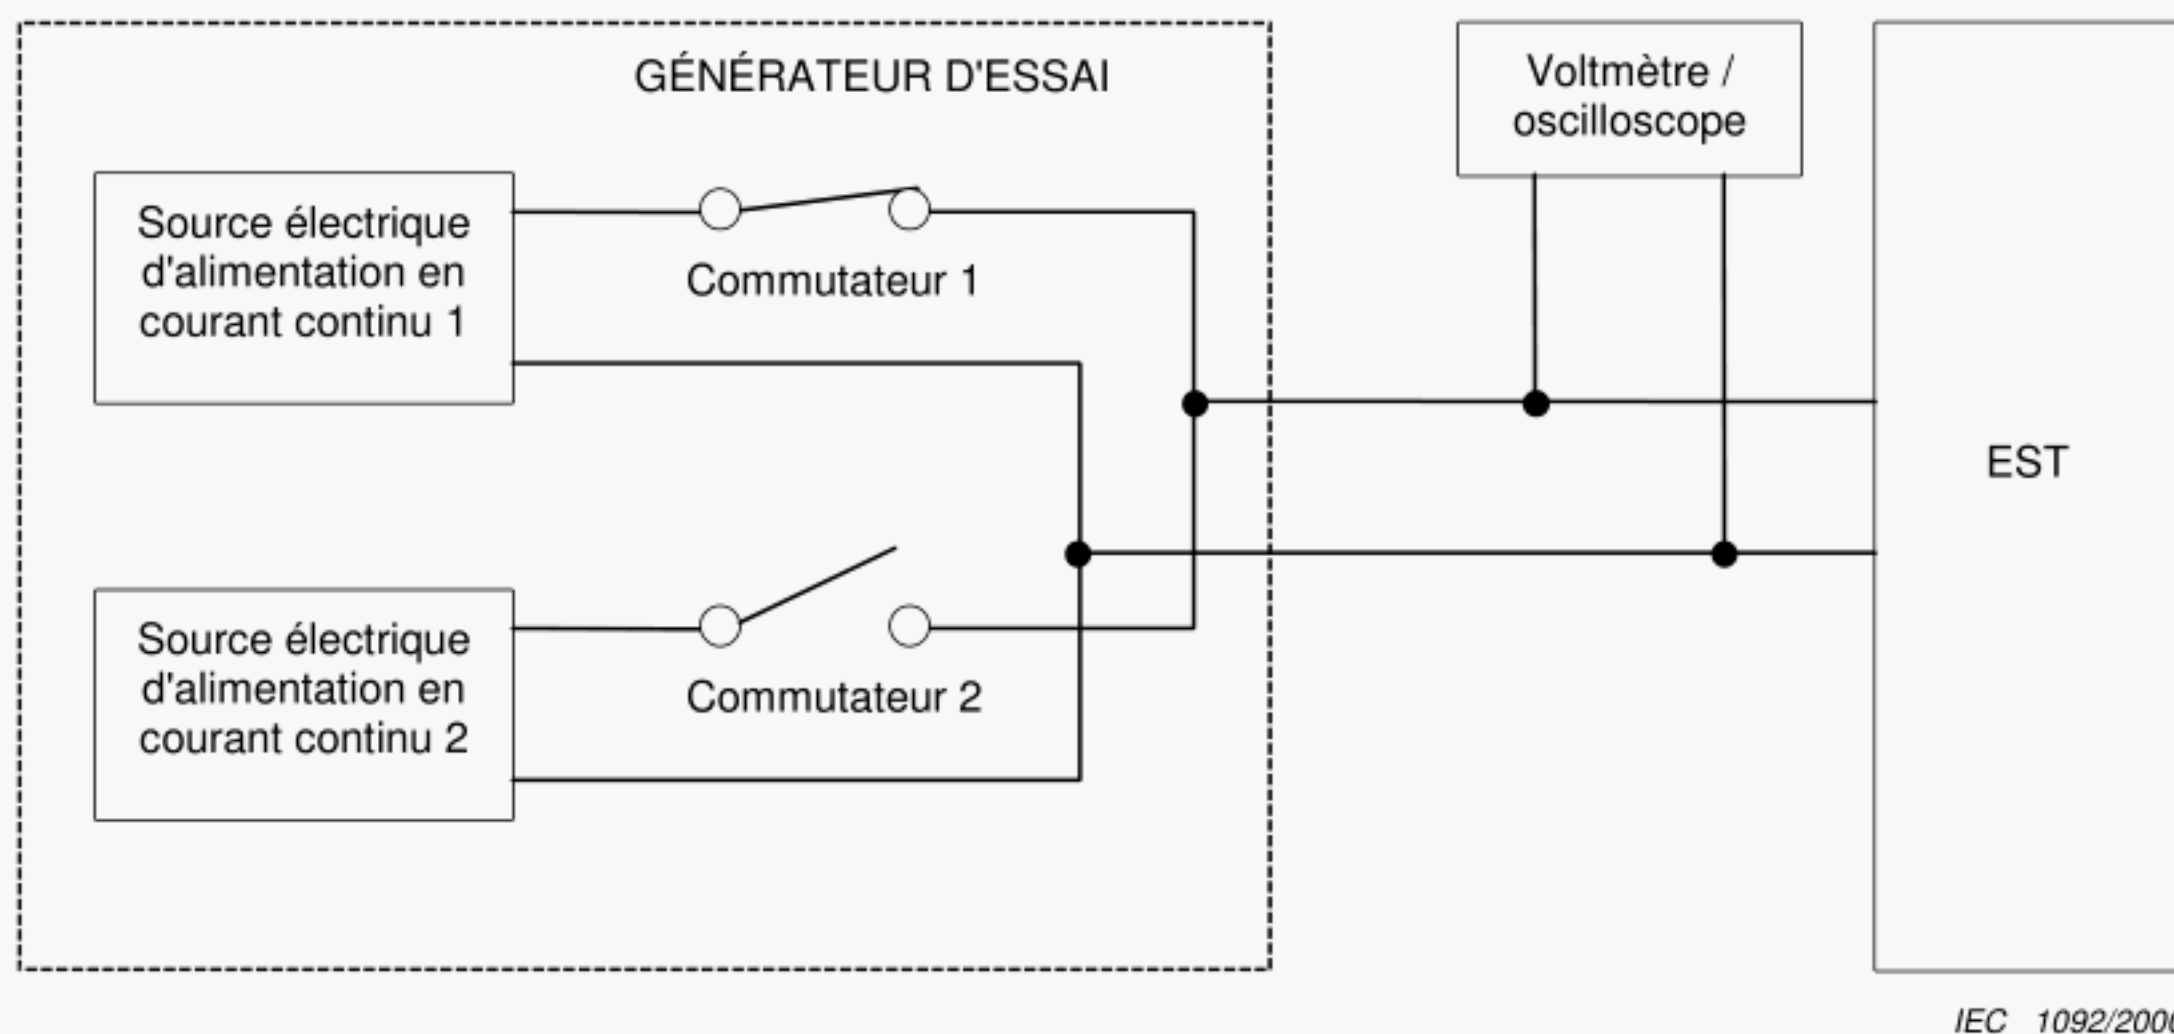 GÉNÉRATEUR D'ESSAI
Voltmètre /
oscilloscope
Source électrique
d'alimentation en
courant continu 1
Commutateur 1
EST
Source électrique
d'alimentation en
courant continu 2
Commutateur 2
IEC